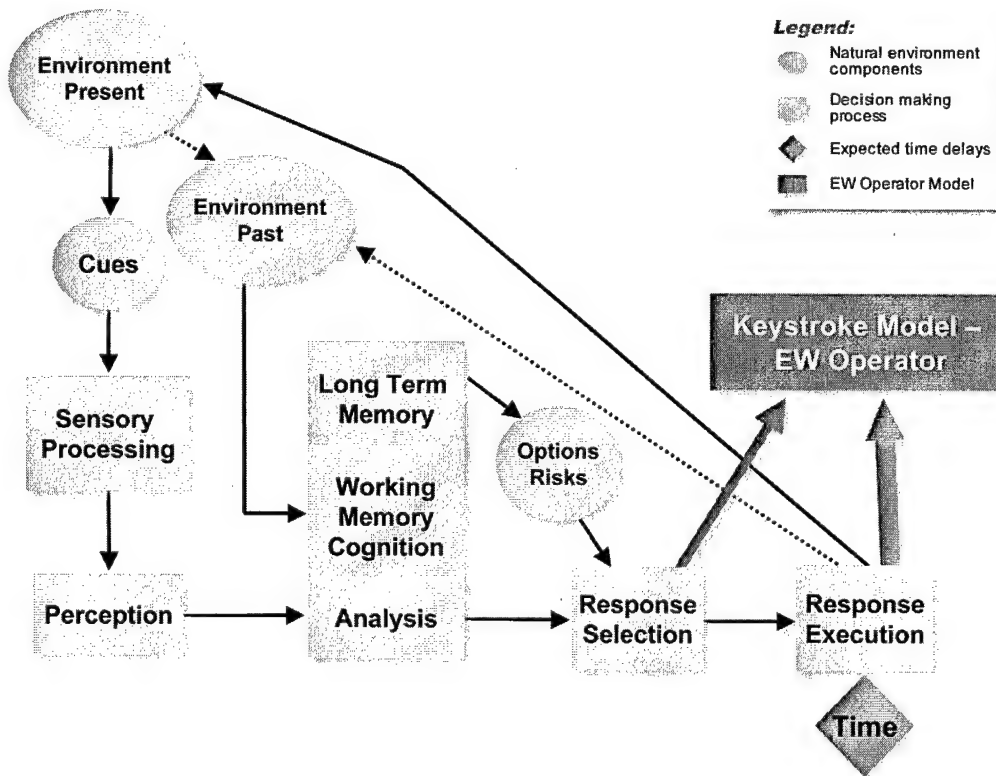 Legend:
Natural environment
components
Decision making
process
Expected time delays
EW Operator Model
Environment
Present
Environment
Past
Cues
Keystroke Model –
EW Operator
Long Term
Memory
Sensory
Processing
Options
Risks
Working
Memory
Cognition
Perception
Analysis
Response
Selection
Response
Execution
Time